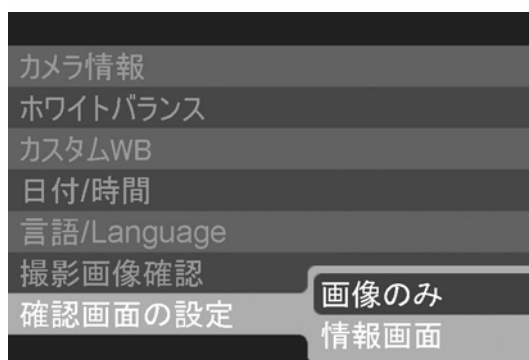 カメラ情報
ホワイトバランス
カスタムWB
日付/時間
言語/Language
撮影画像確認
確認画面の設定
画像のみ
情報画面